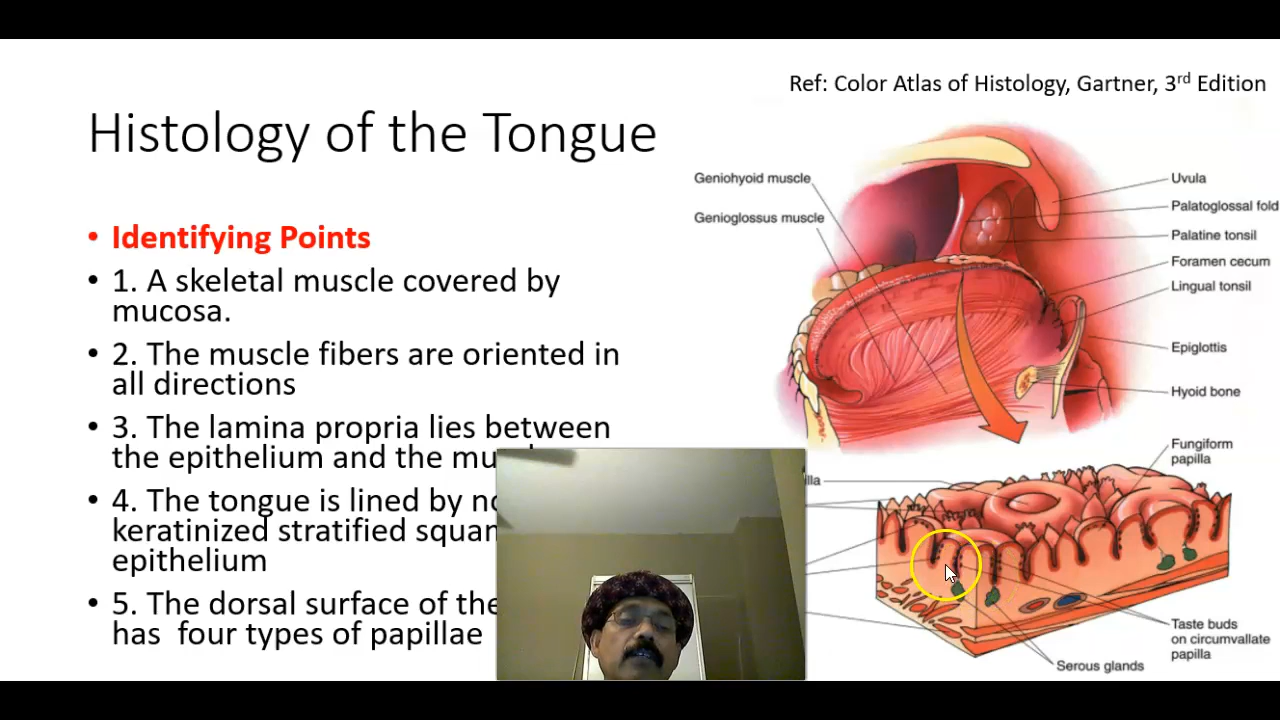 Ref: Color Atlas of Histology, Gartner, 3rd Edition
Histology of the Tongue
• Identifying Points
• 1. A skeletal muscle covered by
mucosa.
• 2. The muscle fibers are oriented in
all directions
• 3. The lamina propria lies between
the epithelium and the
• 4. The tongue is lined by
keratinized stratified
epithelium
• 5. The dorsal surface of the
has four types of papillae
Geniohyoid muscle
Genioglossus muscle
Uvula
Palatoglossal fold
Palatine tonsil
Foramen cecum
Lingual tonsil
Epiglottis
Hyoid bone
Fungiform
papilla
Taste buds
on circumvallate
papilla
Serous glands